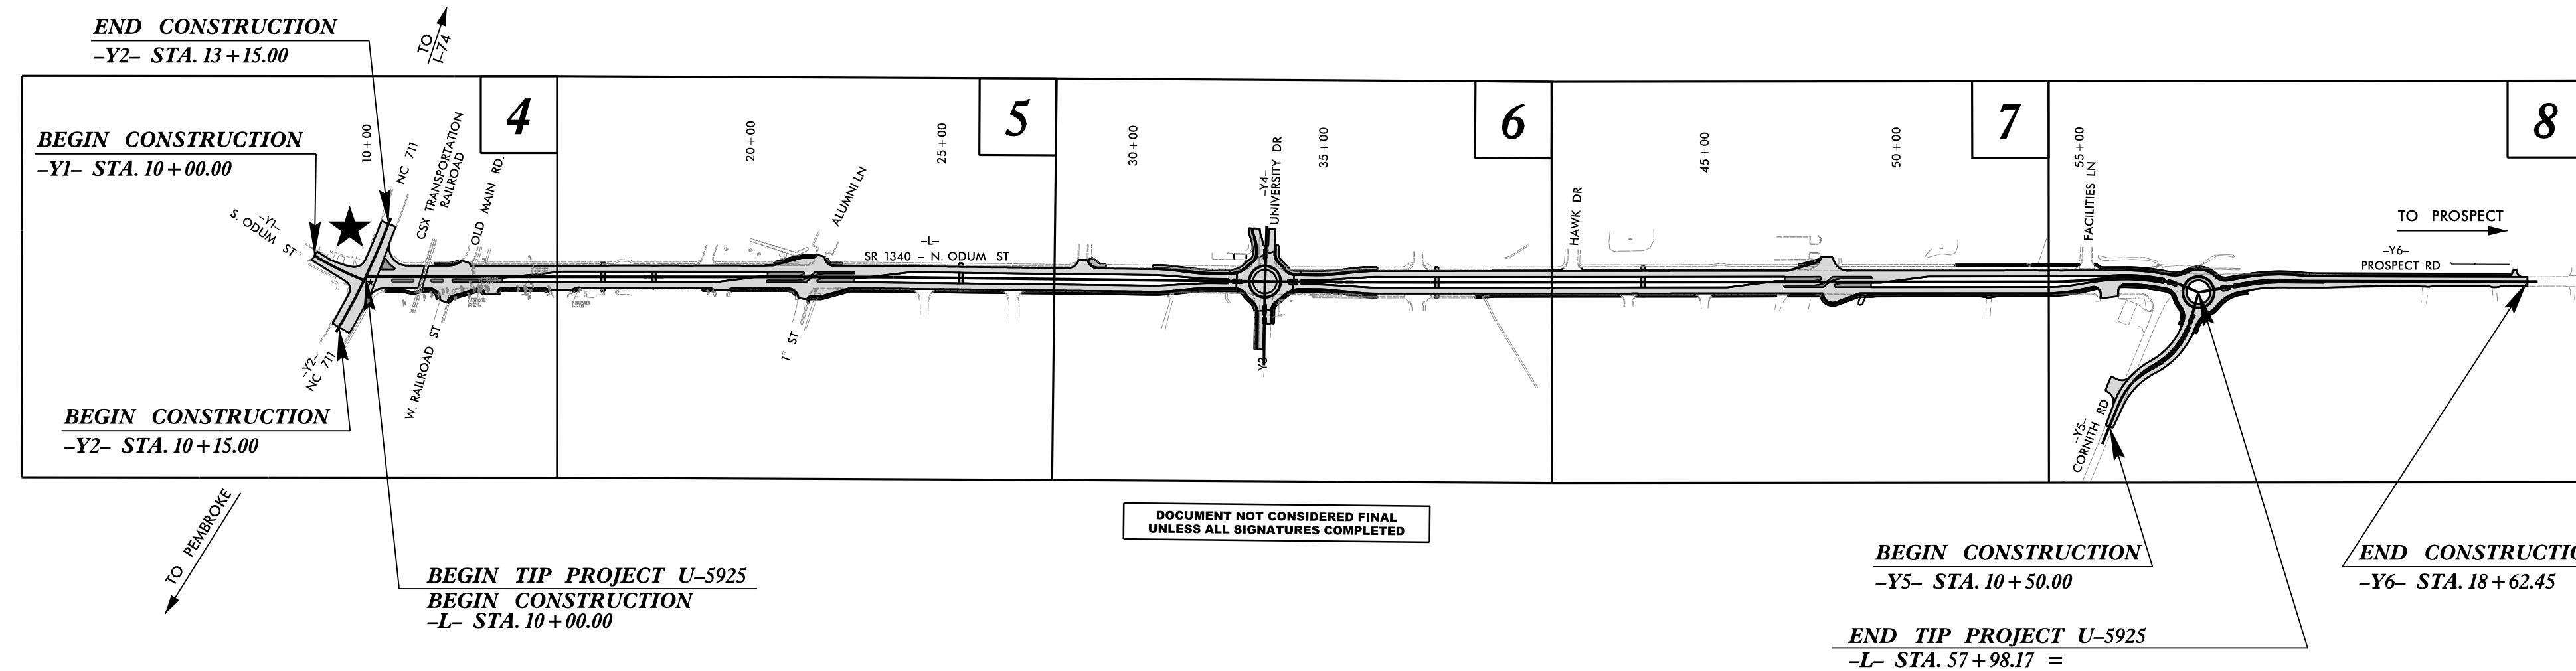 END CONSTRUCTION
–Y2– STA. 13+15.00
TO
I–74
4
5
6
7
8
BEGIN CONSTRUCTION
–Y1– STA. 10+00.00
10+00
NC 711
CSX TRANSPORTATION
RAILROAD
OLD MAIN RD.
20+00
ALUMNI LN
25+00
30+00
–Y4–
UNIVERSITY DR
35+00
HAWK DR
45+00
50+00
55+00
FACILITIES LN
TO PROSPECT
–Y1–
S. ODUM ST
–L–
SR 1340 – N. ODUM ST
–Y6–
PROSPECT RD
–Y2–
NC 711
W. RAILROAD ST
1" ST
–Y3–
–Y5–
CORNITH RD
BEGIN CONSTRUCTION
–Y2– STA. 10+15.00
TO PEMBROKE
DOCUMENT NOT CONSIDERED FINAL
UNLESS ALL SIGNATURES COMPLETED
BEGIN TIP PROJECT U–5925
BEGIN CONSTRUCTION
–L– STA. 10+00.00
BEGIN CONSTRUCTION
–Y5– STA. 10+50.00
END CONSTRUCTIO
–Y6– STA. 18+62.45
END TIP PROJECT U–5925
–L– STA. 57+98.17 =